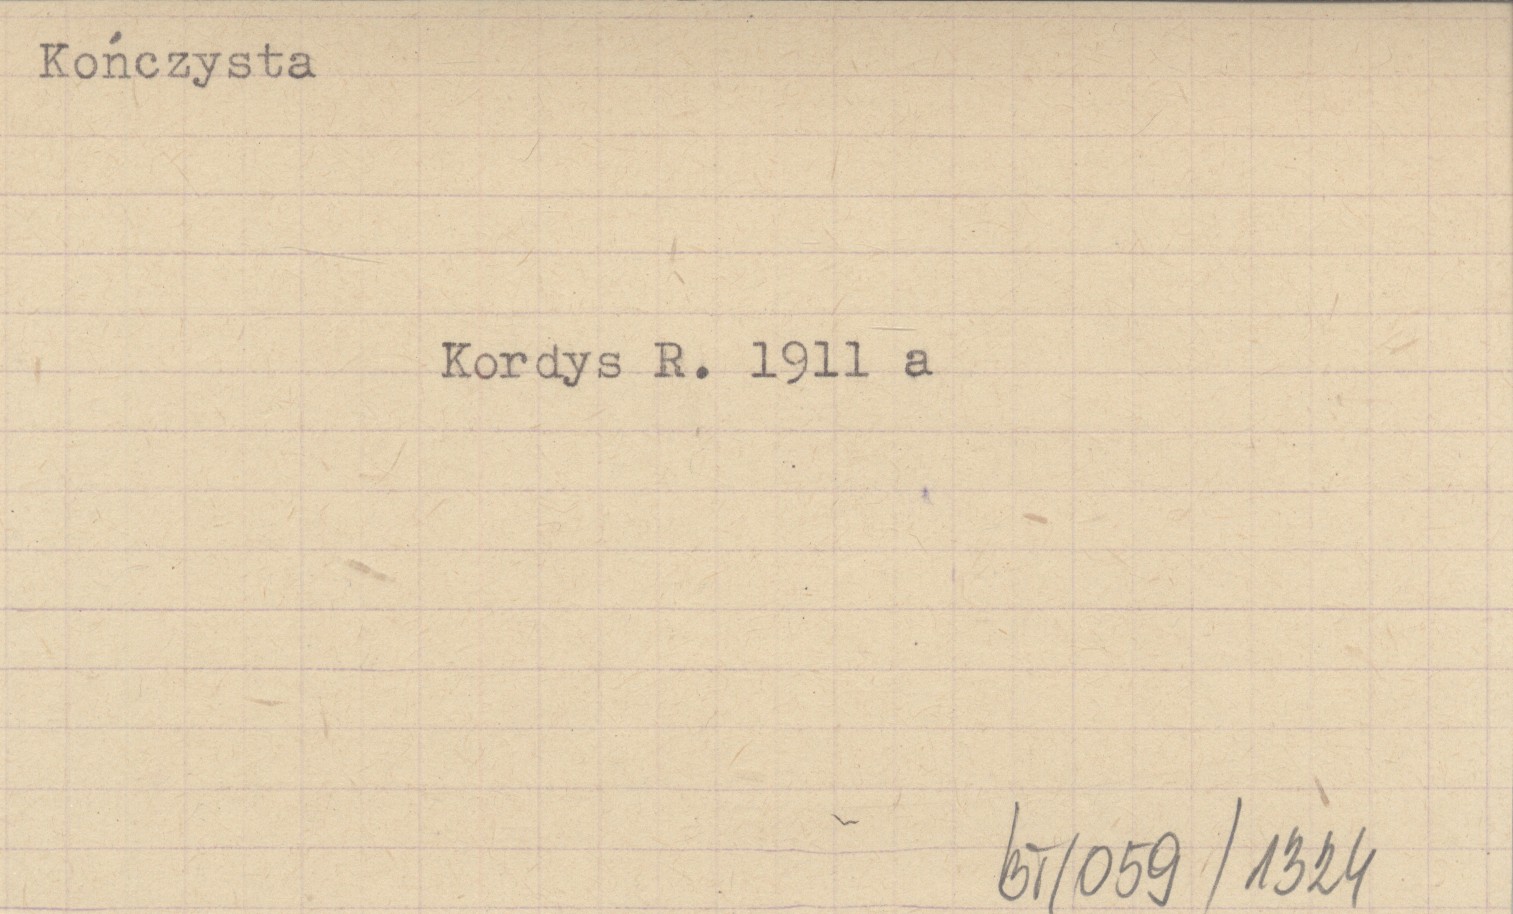 Kończysta
Kordys R. 1911 a
BT/059/1324